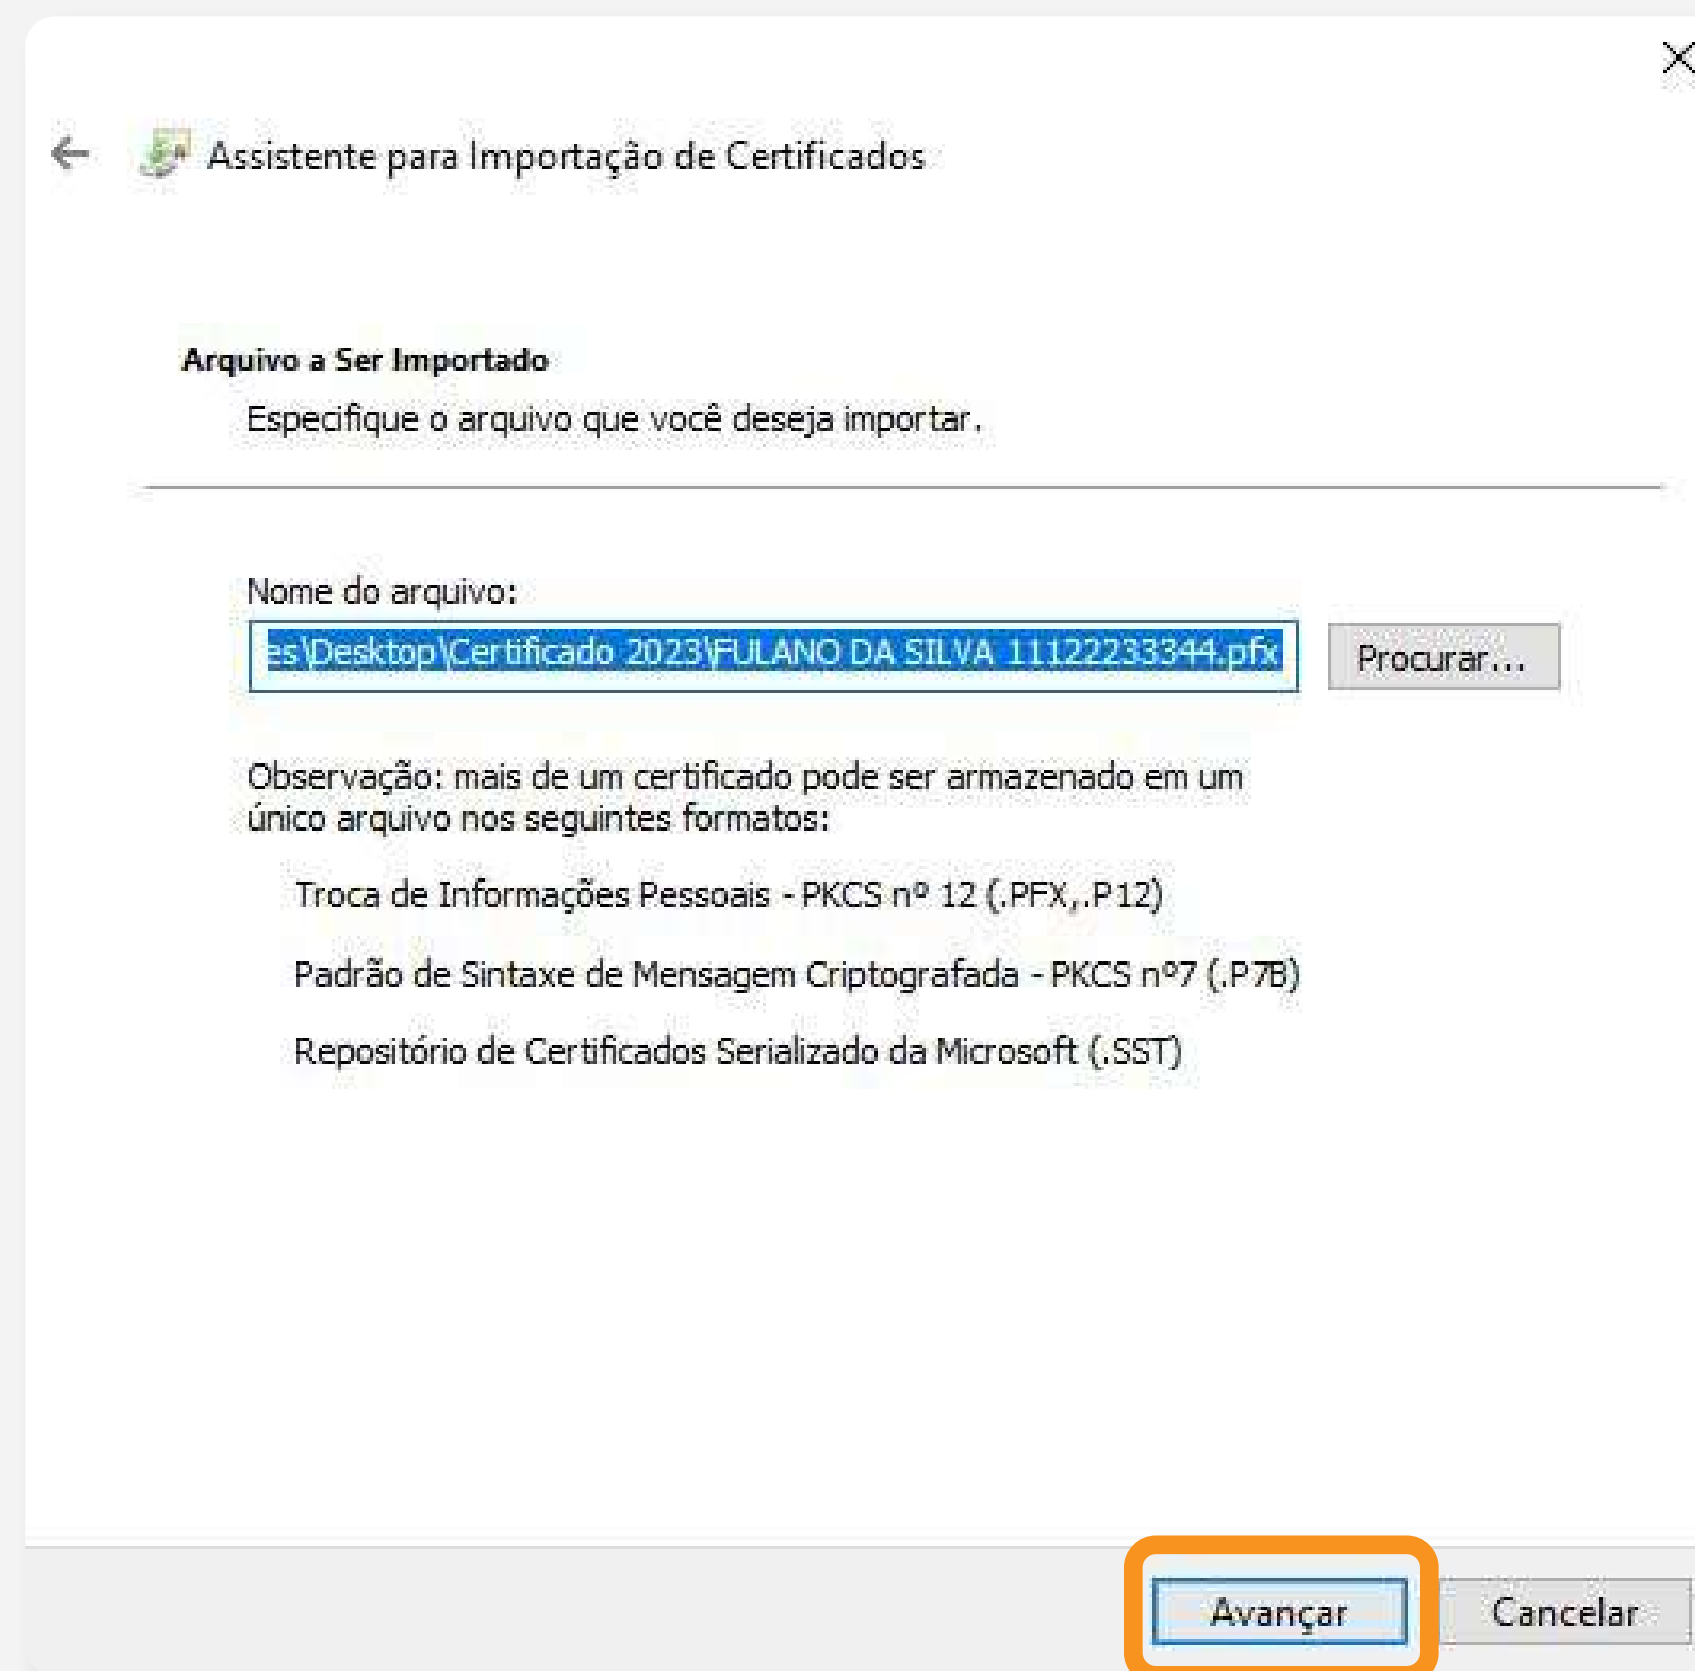 Assistente para Importação de Certificados
Arquivo a Ser Importado
Especifique o arquivo que você deseja importar.
Nome do arquivo:
es\Desktop\Certificado 2023\FULANO DA SILVA 11122233344.pfx
Procurar...
Observação: mais de um certificado pode ser armazenado em um
único arquivo nos seguintes formatos:
Troca de Informações Pessoais - PKCS nº 12 (.PFX,.P12)
Padrão de Sintaxe de Mensagem Criptografada - PKCS nº7 (.P7B)
Repositório de Certificados Serializado da Microsoft (.SST)
Avançar
Cancelar